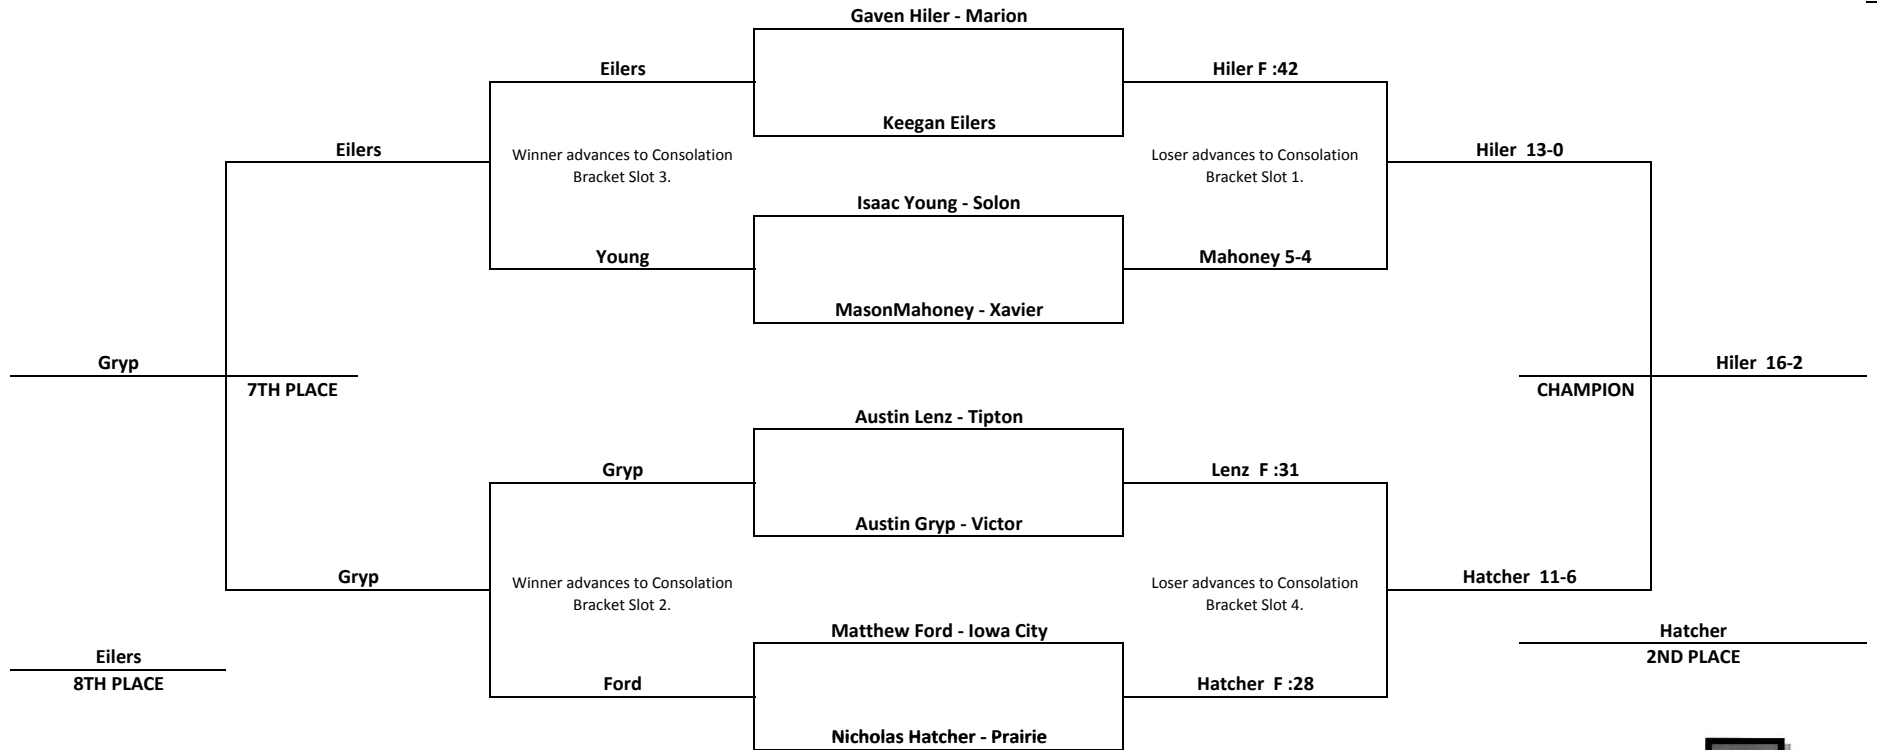 Gaven Hiler - Marion
Eilers
Hiler F :42
Keegan Eilers
Eilers
Winner advances to Consolation
Bracket Slot 3.
Loser advances to Consolation
Bracket Slot 1.
Hiler 13-0
Isaac Young - Solon
Young
Mahoney 5-4
MasonMahoney - Xavier
Gryp
7TH PLACE
Hiler 16-2
CHAMPION
Austin Lenz - Tipton
Gryp
Lenz F :31
Austin Gryp - Victor
Gryp
Winner advances to Consolation
Bracket Slot 2.
Loser advances to Consolation
Bracket Slot 4.
Hatcher 11-6
Matthew Ford - Iowa City
Hatcher
2ND PLACE
Eilers
8TH PLACE
Ford
Hatcher F :28
Nicholas Hatcher - Prairie